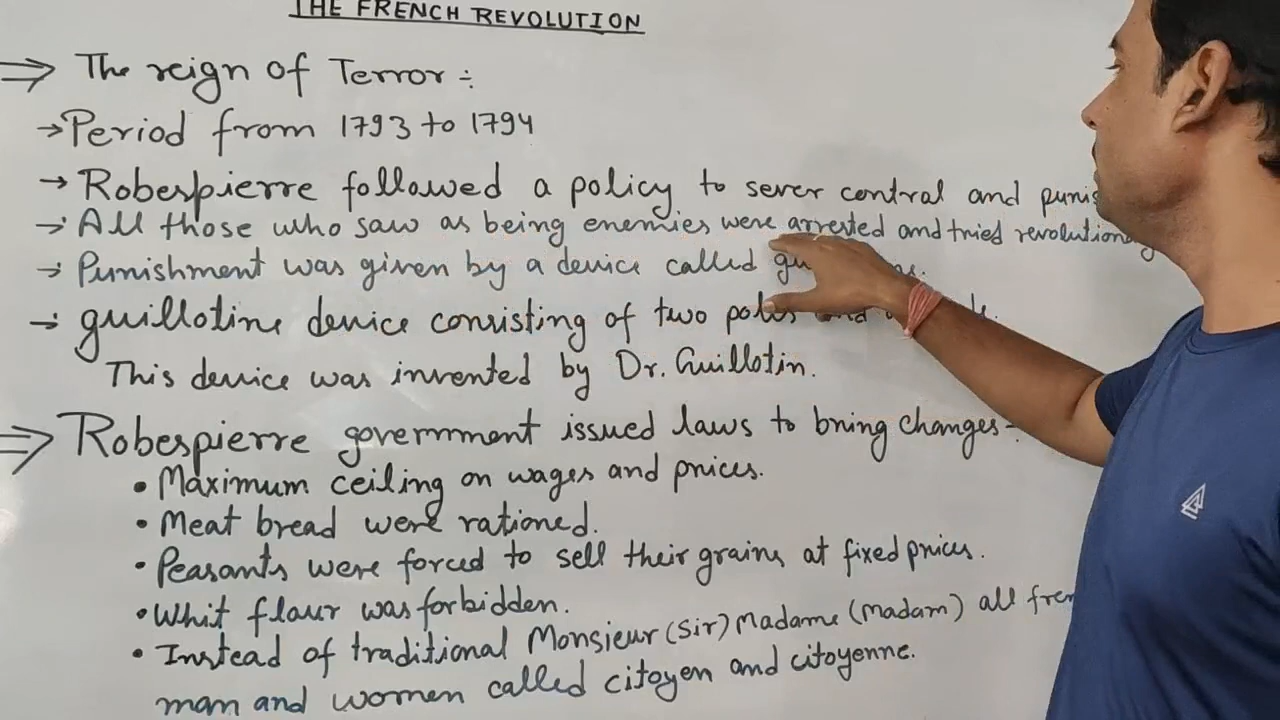 THE FRENCH REVOLUTION
⇒ The reign of Terror ÷
→ Period from 1793 to 1794
→ Robespierre followed a policy to sever control and
→ All those who saw as being enemies were arrested and tried
→ Punishment was given by a device called
→ guillotine device consisting of two poles and
This device was invented by Dr. Guillotin.
⇒ Robespierre government issued laws to bring changes-
• Maximum ceiling on wages and prices.
• Meat bread were rationed.
• Peasants were forced to sell their grains at fixed prices.
• Whit flaur was forbidden.
• Instead of traditional Monsieur (Sir) Madame (Madam) all
man and women called citoyen and citoyenne.